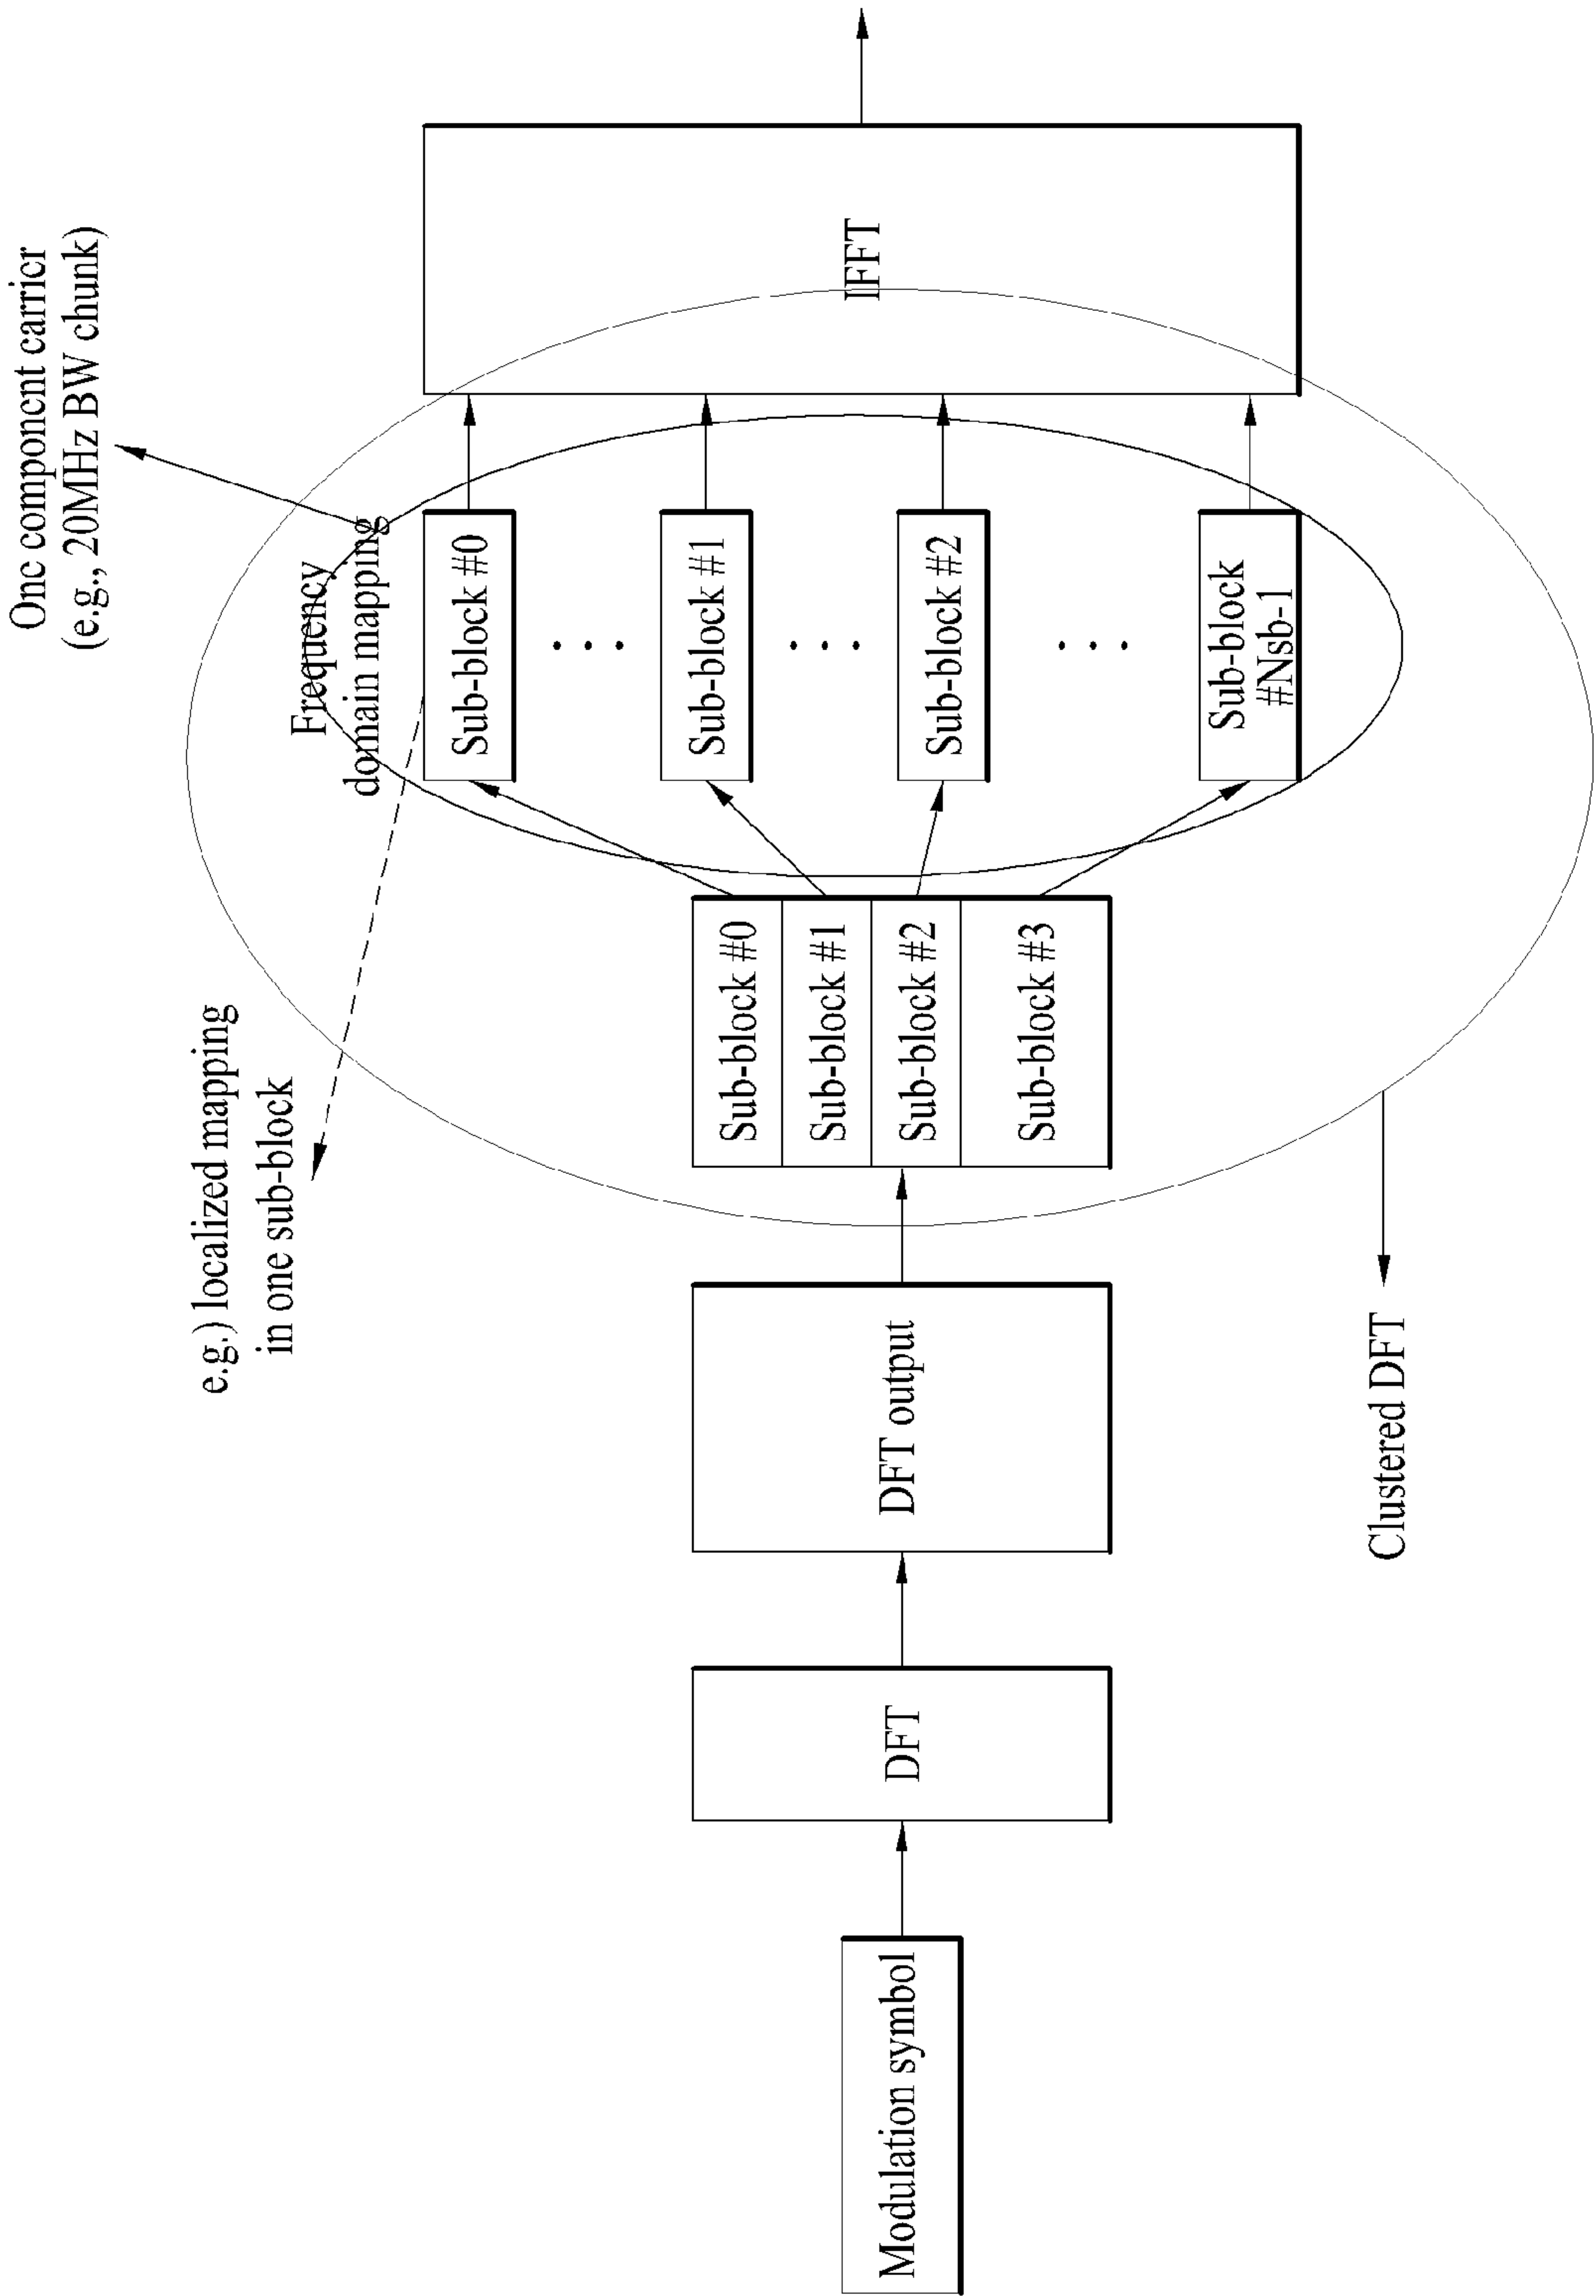 Modulation symbol
DFT
DFT output
Sub-block #0
Sub-block #1
Sub-block #2
Sub-block #3
e.g.) localized mapping
in one sub-block
Frequency
domain mapping
Sub-block #0
Sub-block #1
Sub-block #2
Sub-block
#Nsb-1
One component carrier
(e.g., 20MHz BW chunk)
IFFT
Clustered DFT